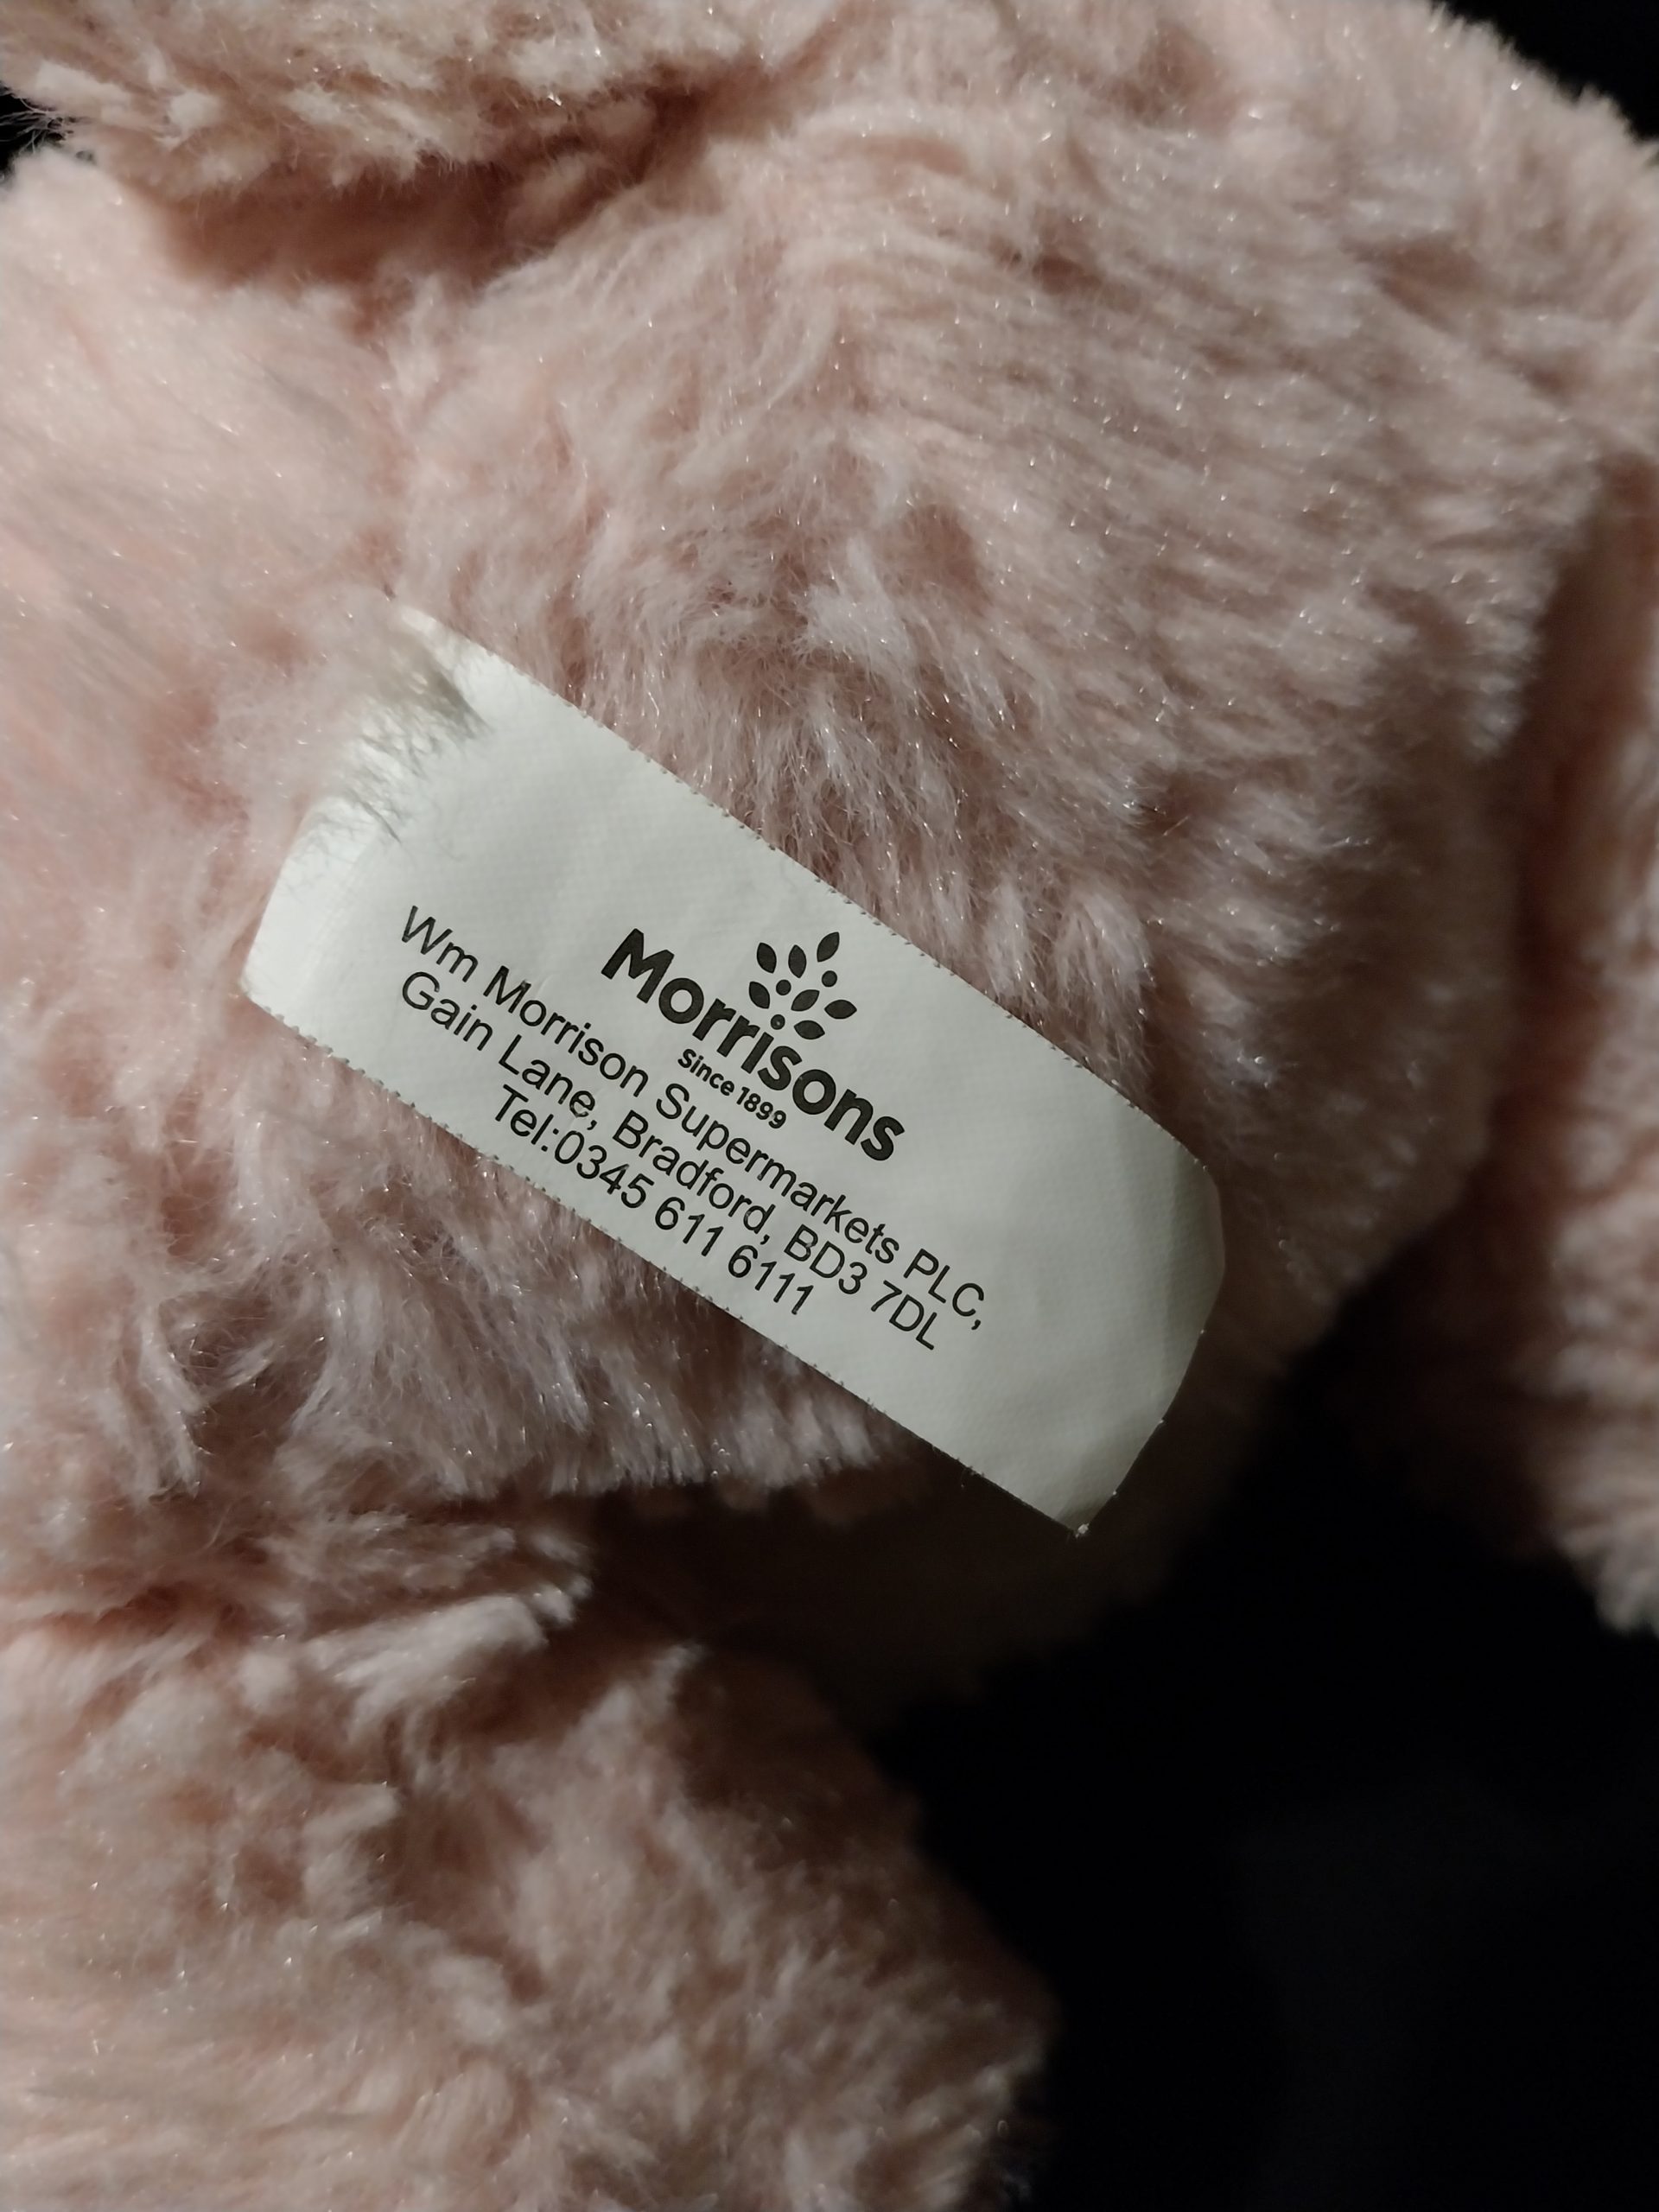 Morrisons
Since 1899
Wm Morrison Supermarkets PLC,
Gain Lane, Bradford, BD3 7DL
Tel:0345 611 6111